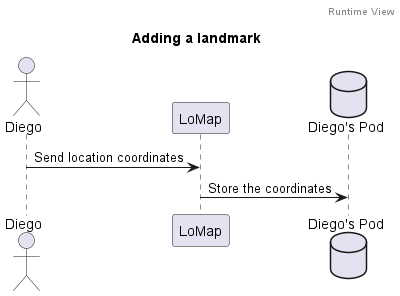 Runtime View
Adding a landmark
Diego
LoMap
Diego's Pod
Send location coordinates
Store the coordinates
Diego
LoMap
Diego's Pod